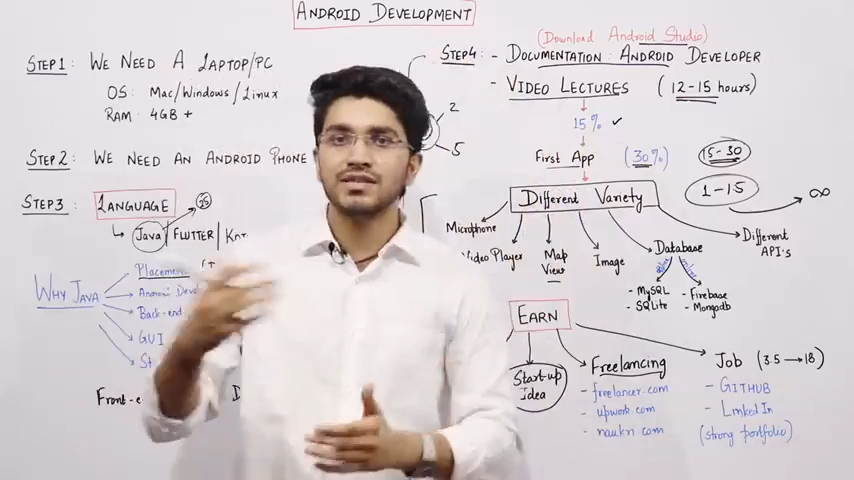 ANDROID DEVELOPMENT
STEP 1 : WE NEED A LAPTOP/PC
OS: Mac/Windows/Linux
RAM: 4GB +
STEP 2 : WE NEED AN ANDROID PHONE
STEP 3 : LANGUAGE
Java | FLUTTER |
WHY JAVA
Placement
Back-end
GUI
2
5
(Download Android Studio)
STEP 4 : - DOCUMENTATION : ANDROID DEVELOPER
- VIDEO LECTURES (12-15 hours)
15% ✓
First App (30%) 15-30
Different Variety 1-1.5 ∞
Microphone
Video Player
Map View
Image
Database
Different API's
- MySQL
- SQLite
- Firebase
- Mongodb
EARN
Start-up idea
Freelancing
- freelancer.com
- upwork.com
- naukri.com
Job (3.5 → 18)
- GITHUB
- LinkedIn
(strong portfolio)